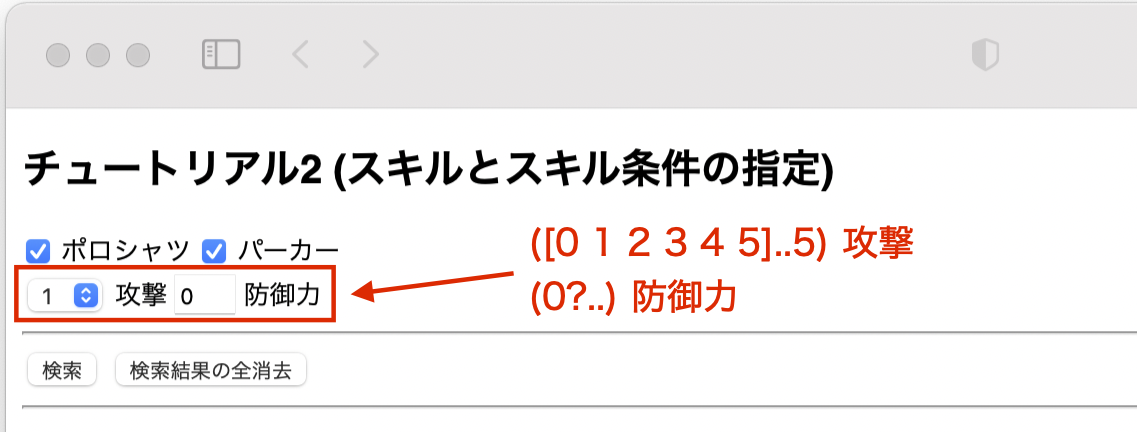 チュートリアル2 (スキルとスキル条件の指定)
ポロシャツ パーカー
([0 1 2 3 4 5]..5) 攻撃
1 攻撃 0 防御力
(0?..) 防御力
検索 検索結果の全消去